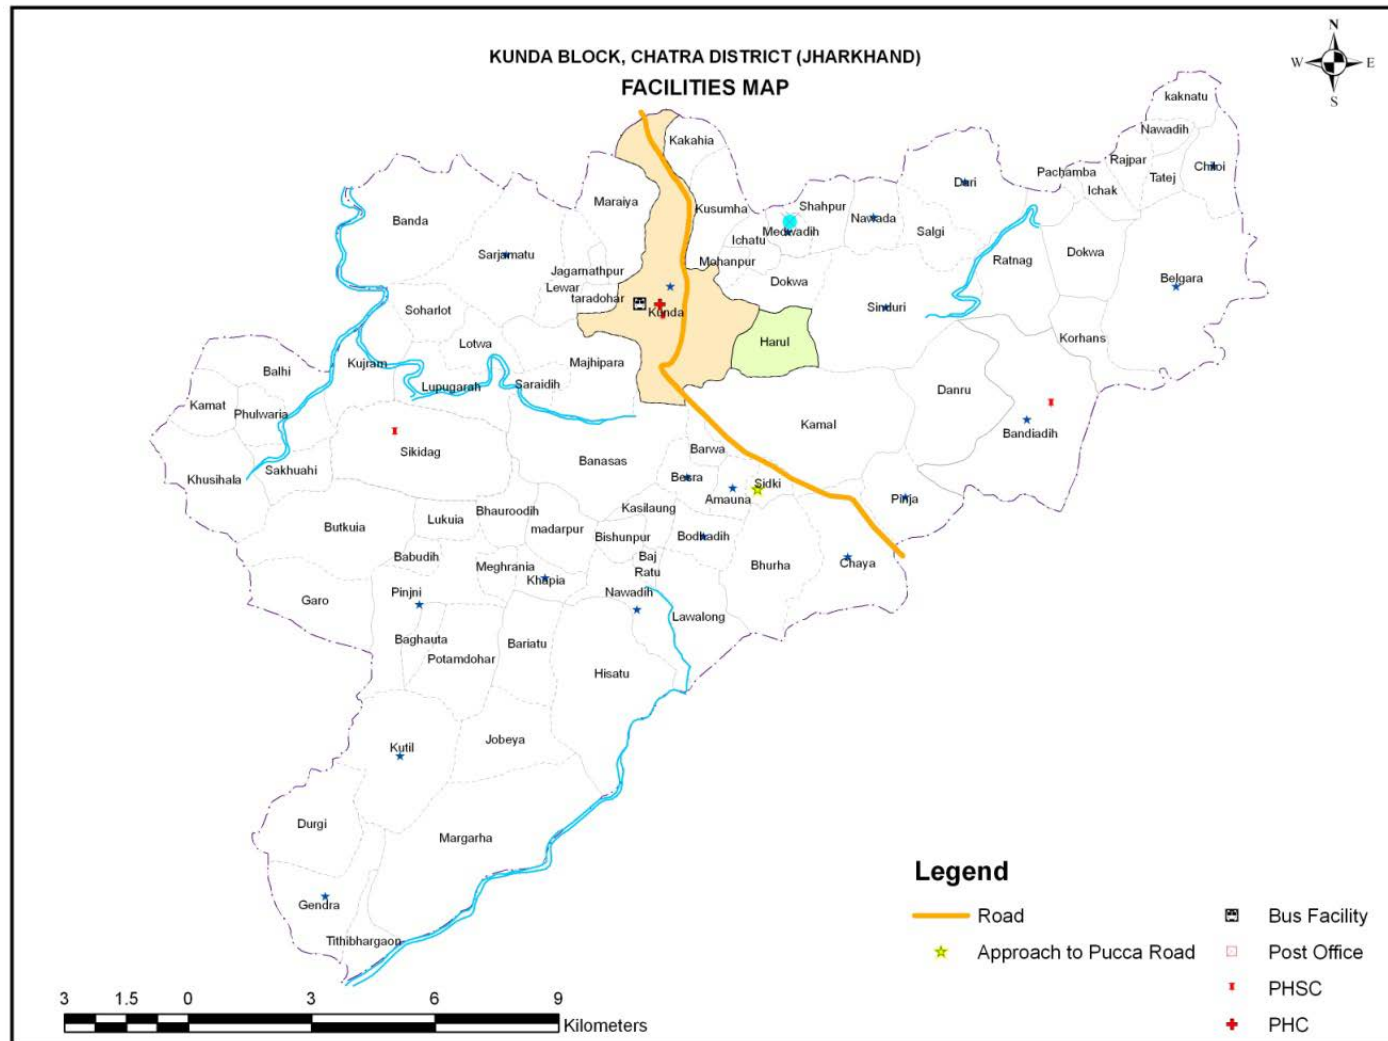 KUNDA BLOCK, CHATRA DISTRICT (JHARKHAND)
FACILITIES MAP
N
W E
S
kaknatu
Nawadih
Kakahia
Rajpar
Chiloi
Pachamba
Tatej
Duri
Ichak
Maraiya
Kusumha
Shahpur
Nawada
Banda
Medwadih
Salgi
Ichatu
Sarjamatu
Mohanpur
Dokwa
Ratnag
Jagarnathpur
Dokwa
Belgara
Lewar
taradohar
Soharlot
Kunda
Sinduri
Lotwa
Harul
Korhans
Kujram
Majhipara
Balhi
Saraidih
Lupugarah
Danru
Kamat
Phulwaria
Kamal
Bandiadih
Sikidag
Barwa
Banasas
Sakhuahi
Khusihala
Besra
Sidki
Amauna
Pinja
Kasilaung
Bhauroodih
Lukuia
Butkuia
madarpur
Bishunpur
Bodhadih
Babudih
Baj
Meghrania
Bhurha
Chaya
Ratu
Khapia
Pinjni
Nawadih
Garo
Lawalong
Baghauta
Bariatu
Potamdohar
Hisatu
Jobeya
Kutil
Durgi
Margarha
Gendra
Tithibhargaon
Legend
Road
Bus Facility
Approach to Pucca Road
Post Office
PHSC
PHC
3 1.5 0 3 6 9
Kilometers